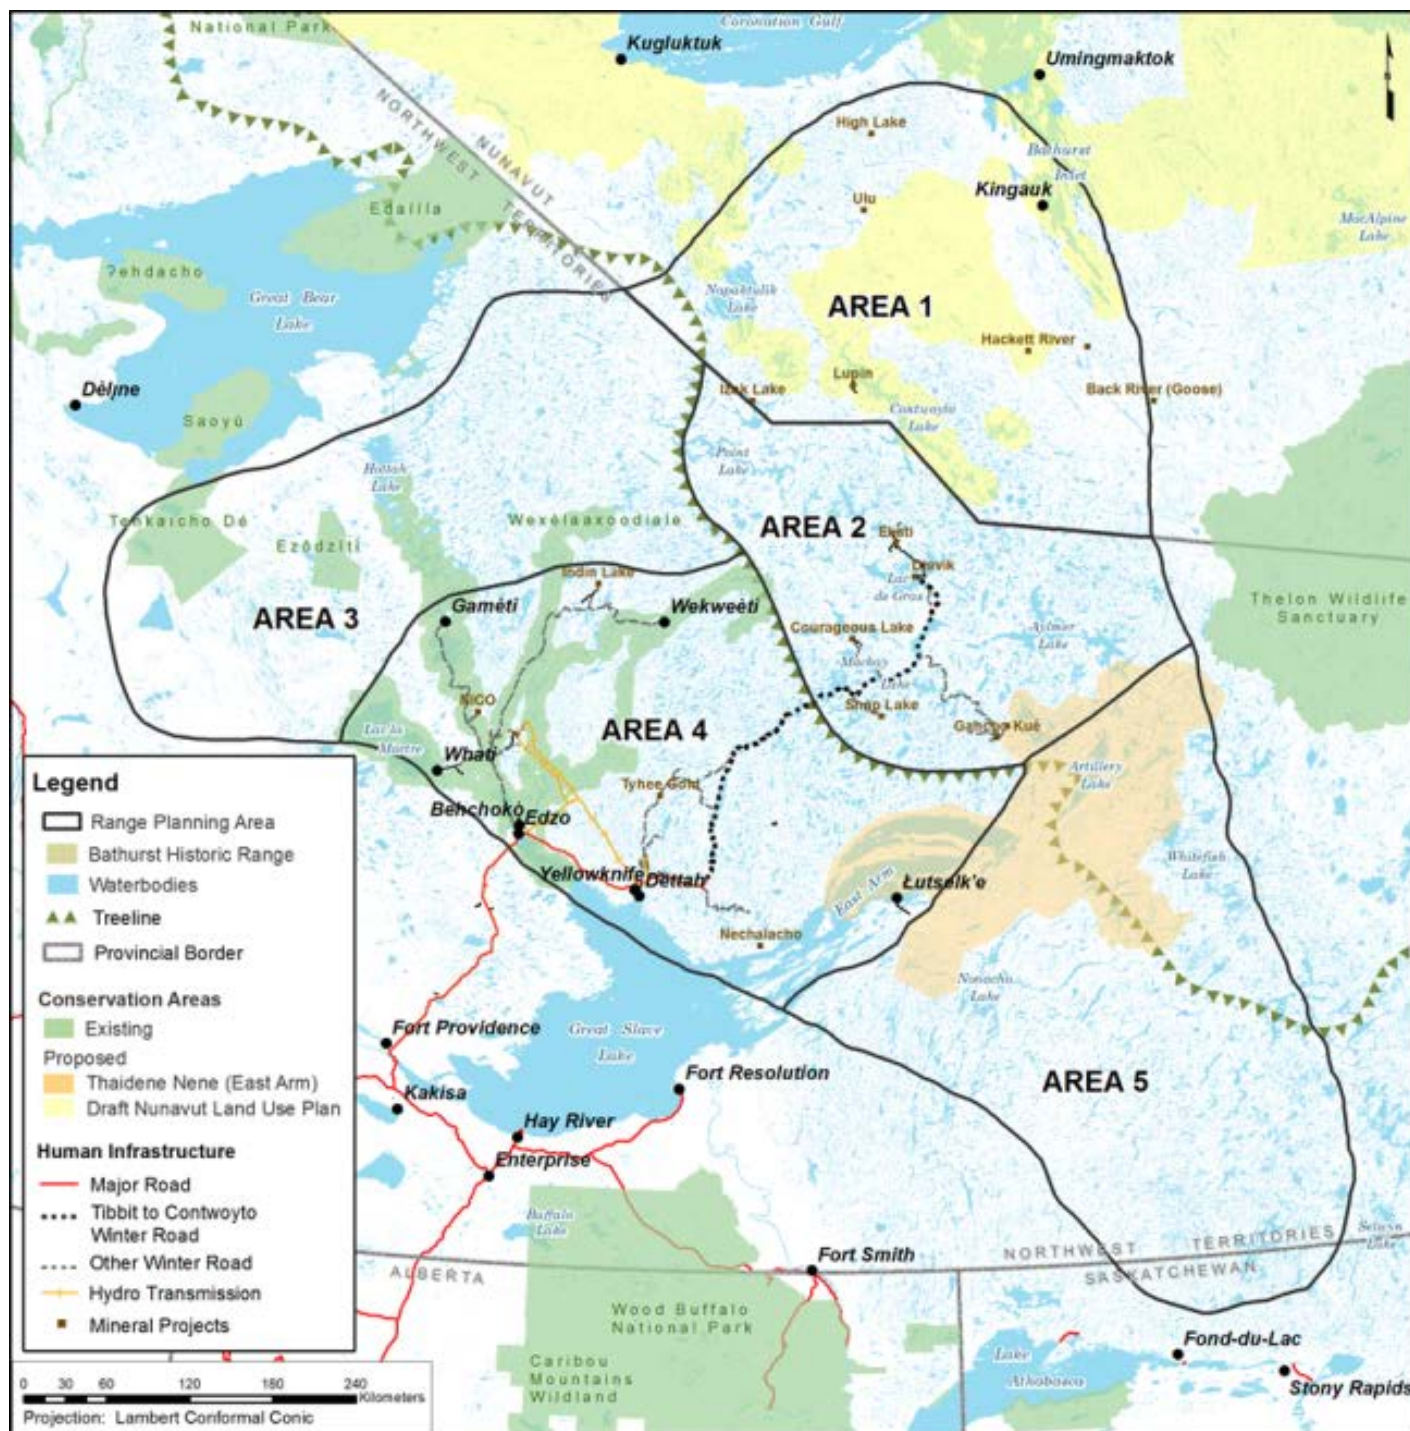 National Park
Coronation Gulf
Kugluktuk
Umingmaktok
NORTHWEST TERRITORIES
NUNAVUT
High Lake
Bathurst
Inlet
Kingauk
Ulu
MacAlpine
Lake
Edaiila
Ɂehdacho
Great Bear
Lake
Napaktulik
Lake
AREA 1
Hackett River
Lupin
Izok Lake
Back River (Goose)
Contwoyto
Lake
Délįne
Saoyú
Point
Lake
Hottah
Lake
Wexèlaaxoodiale
Ezǒdzìtì
AREA 2
Ekati
Diavik
Lac
de Gras
Indin Lake
AREA 3
Gamètì
Wekweètì
Thelon Wildlife
Sanctuary
Courageous Lake
Aylmer
Lake
Mackay
Lake
Snap Lake
Gahcho Kué
NICO
AREA 4
Lac la
Martre
Whatì
Artillery
Lake
Tyhee Gold
Behchokǫ̀
Edzo
Whitefish
Lake
Yellowknife
Dettah
East Arm
Łutselk'e
Nechalacho
Nonacho
Lake
Great Slave
Lake
Fort Providence
Kakisa
Fort Resolution
AREA 5
Hay River
Enterprise
Buffalo
Lake
Fort Smith
NORTHWEST TERRITORIES
Selwyn
Lake
ALBERTA
SASKATCHEWAN
Wood Buffalo
National Park
Caribou
Mountains
Wildland
Lake
Athabasca
Fond-du-Lac
Stony Rapids
Legend
Range Planning Area
Bathurst Historic Range
Waterbodies
Treeline
Provincial Border
Conservation Areas
Existing
Proposed
Thaidene Nene (East Arm)
Draft Nunavut Land Use Plan
Human Infrastructure
Major Road
Tibbit to Contwoyto
Winter Road
Other Winter Road
Hydro Transmission
Mineral Projects
0 30 60 120 180 240
Kilometers
Projection: Lambert Conformal Conic